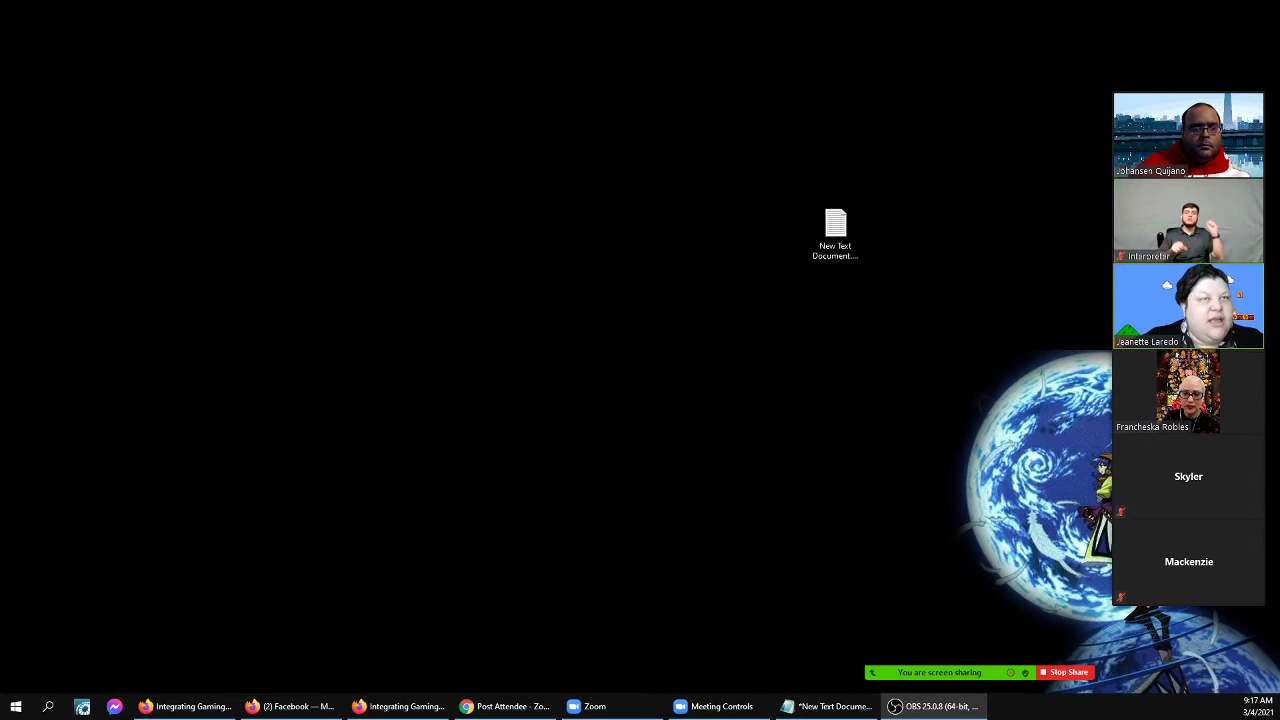 Johansen Quijano
Interpreter
Jeanette Laredo
Francheska Robles
Skyler
Mackenzie
New Text
Document....
You are screen sharing
Stop Share
Integrating Gaming...
(2) Facebook — M...
Integrating Gaming...
Post Attendee - Zo...
Zoom
Meeting Controls
*New Text Docume...
OBS 25.0.8 (64-bit, ...
9:17 AM
3/4/2021